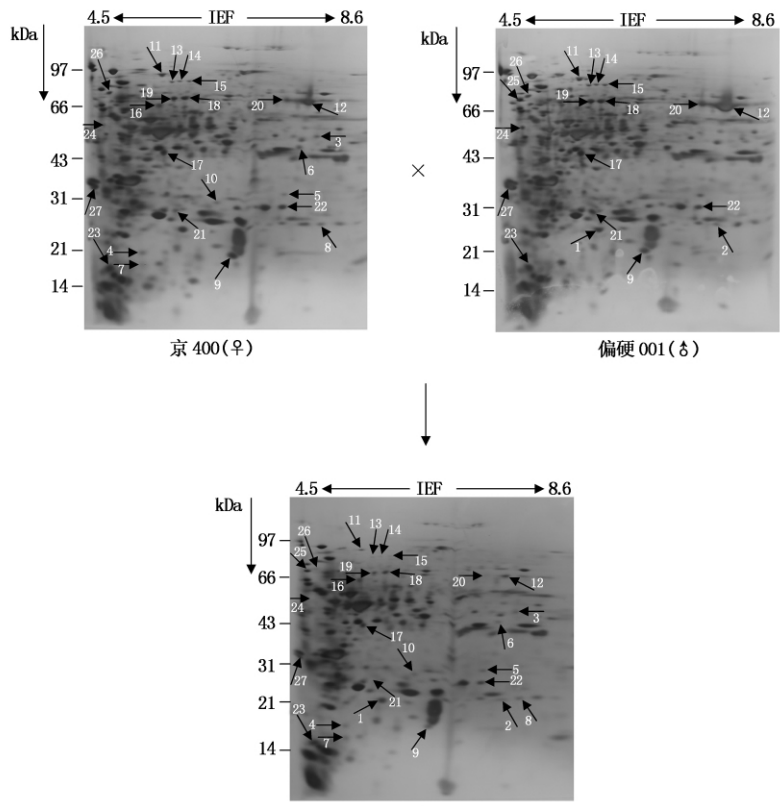 4.5 IEF 8.6
kDa
97
66
43
31
21
14
26 11 13 14 15
19 16 18 20 12
24 3
17 6
10 5
27 22
23 21 8
4
7 9
京 400(♀)
×
4.5 IEF 8.6
kDa
97
66
43
31
21
14
25 26 11 13 14 15
19 16 18 20 12
24
17
27 22
23 1 21 2
9
偏硬 001(♂)
4.5 IEF 8.6
kDa
97
66
43
31
21
14
26 11 13 14
25 15
19 16 18 20 12
24 3
17 6
10 5
27 22
23 21
4 1 2 8
7 9